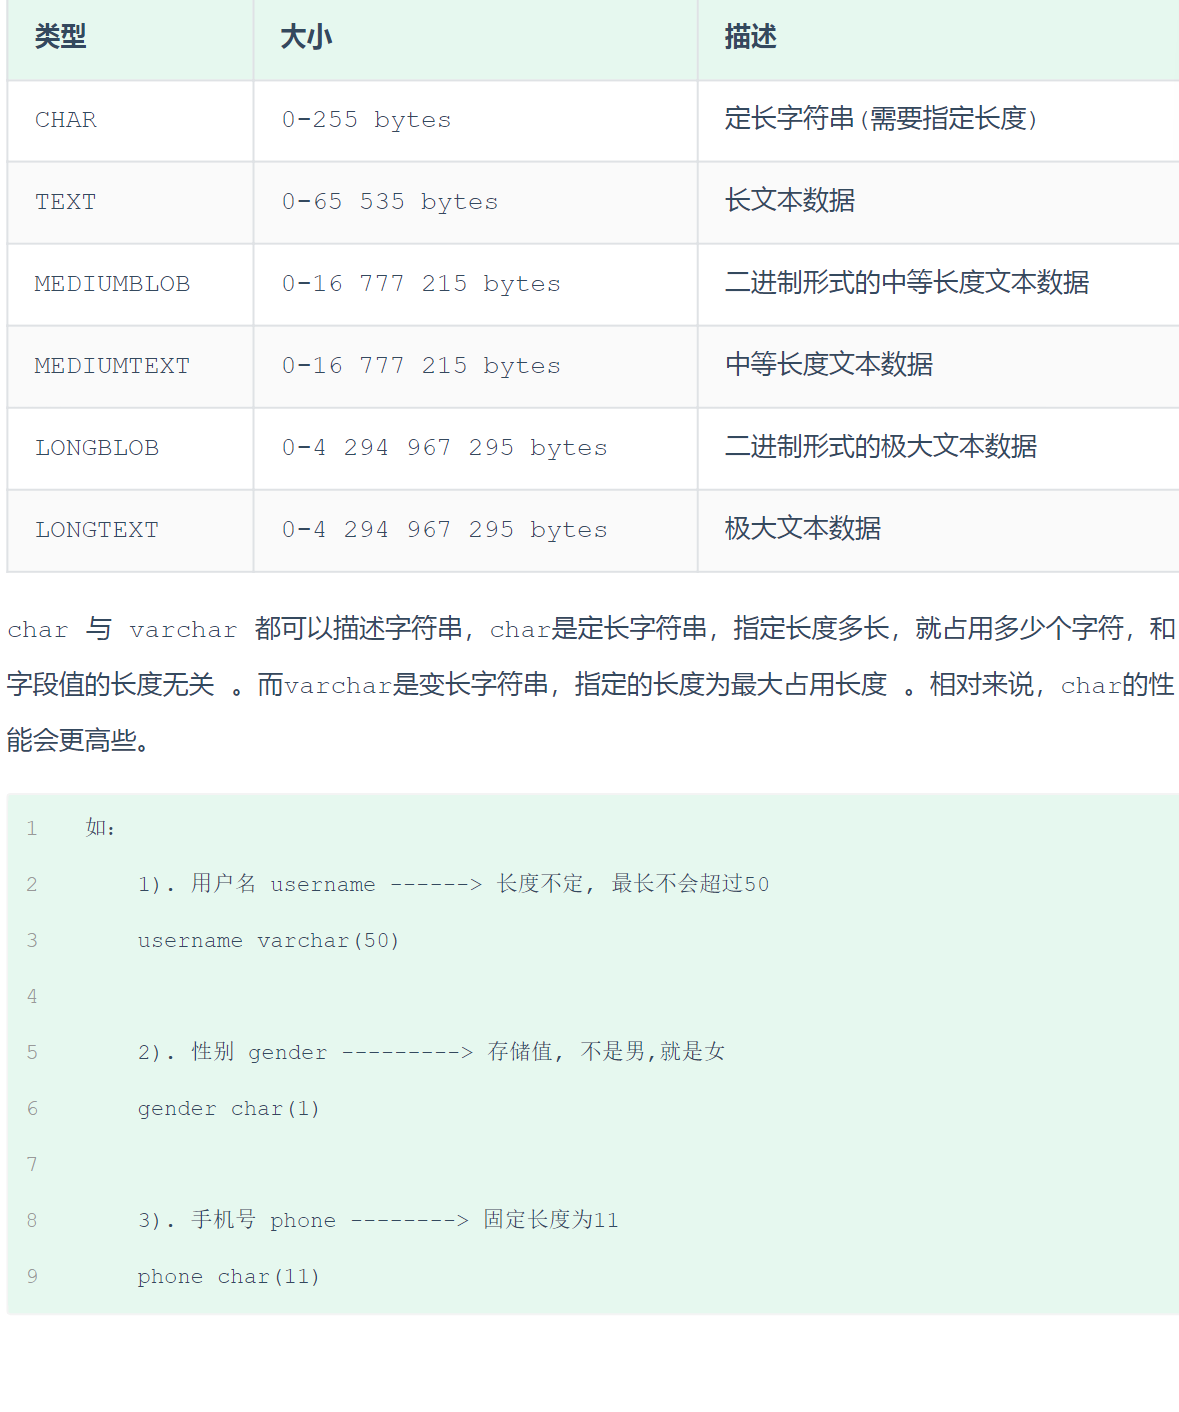 类型 大小 描述
CHAR 0-255 bytes 定长字符串(需要指定长度)
TEXT 0-65 535 bytes 长文本数据
MEDIUMBLOB 0-16 777 215 bytes 二进制形式的中等长度文本数据
MEDIUMTEXT 0-16 777 215 bytes 中等长度文本数据
LONGBLOB 0-4 294 967 295 bytes 二进制形式的极大文本数据
LONGTEXT 0-4 294 967 295 bytes 极大文本数据
char 与 varchar 都可以描述字符串，char是定长字符串，指定长度多长，就占用多少个字符，和
字段值的长度无关 。而varchar是变长字符串，指定的长度为最大占用长度 。相对来说，char的性
能会更高些。
1 如：
2 1). 用户名 username ------> 长度不定, 最长不会超过50
3 username varchar(50)
4
5 2). 性别 gender ---------> 存储值, 不是男,就是女
6 gender char(1)
7
8 3). 手机号 phone --------> 固定长度为11
9 phone char(11)